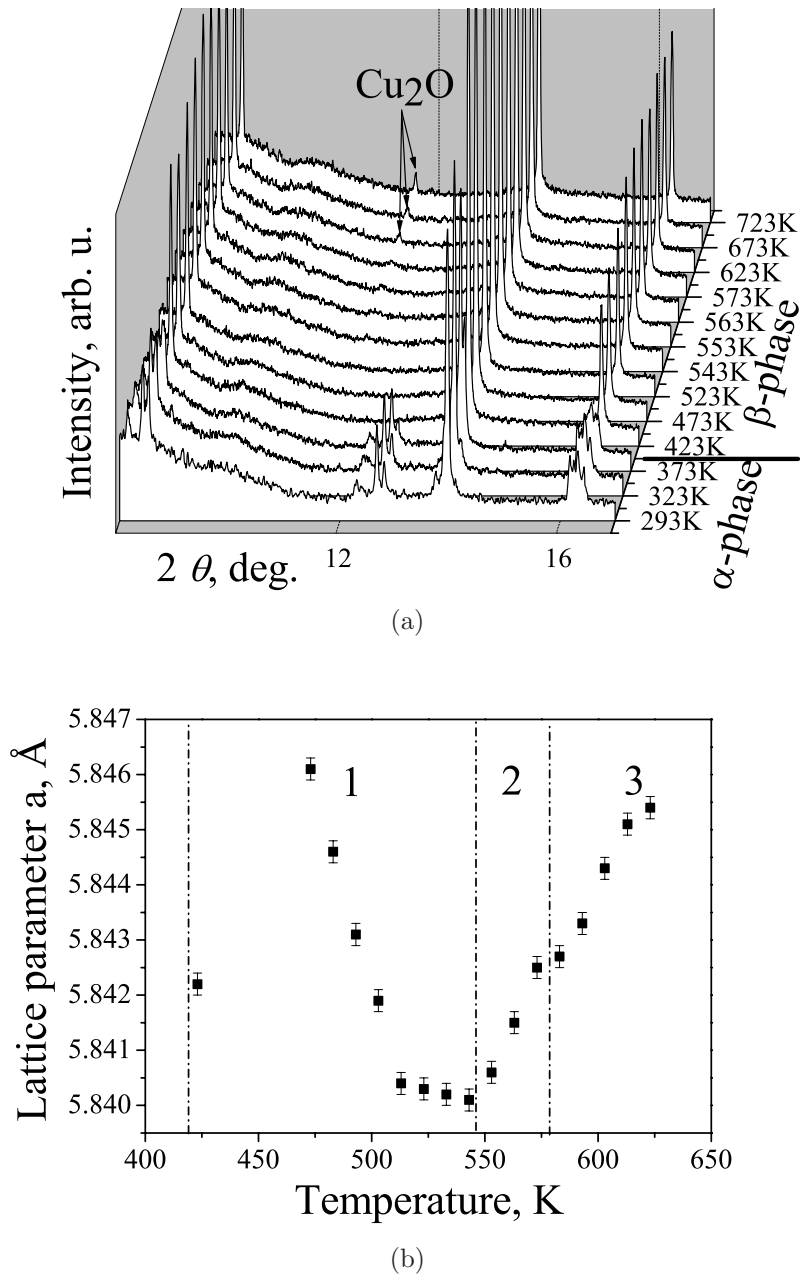 Cu2O
Intensity, arb. u.
723K
673K
623K
573K
563K
553K
543K
523K
473K
423K
373K
323K
293K
β-phase
α-phase
12
16
2 θ, deg.
(a)
5.847
5.846
5.845
5.844
5.843
5.842
5.841
5.840
Lattice parameter a, Å
1
2
3
400
450
500
550
600
650
Temperature, K
(b)